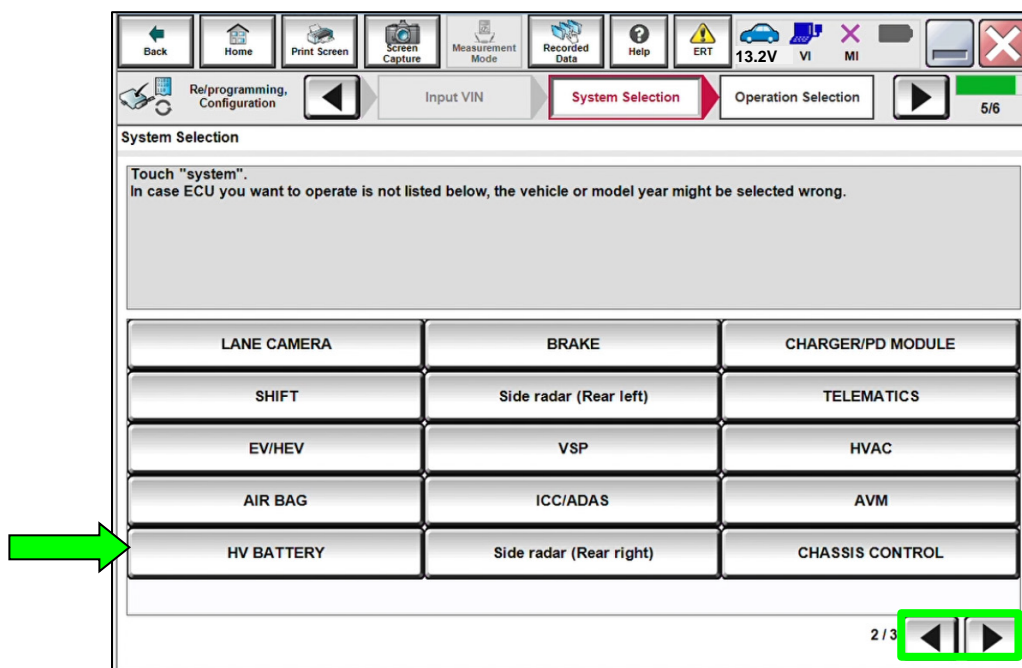 Back
Home
Print Screen
Screen
Capture
Measurement
Mode
Recorded
Data
Help
ERT
13.2V
VI
MI
Re/programming,
Configuration
Input VIN
System Selection
Operation Selection
5/6
System Selection
Touch "system".
In case ECU you want to operate is not listed below, the vehicle or model year might be selected wrong.
LANE CAMERA
BRAKE
CHARGER/PD MODULE
SHIFT
Side radar (Rear left)
TELEMATICS
EV/HEV
VSP
HVAC
AIR BAG
ICC/ADAS
AVM
HV BATTERY
Side radar (Rear right)
CHASSIS CONTROL
2 / 3